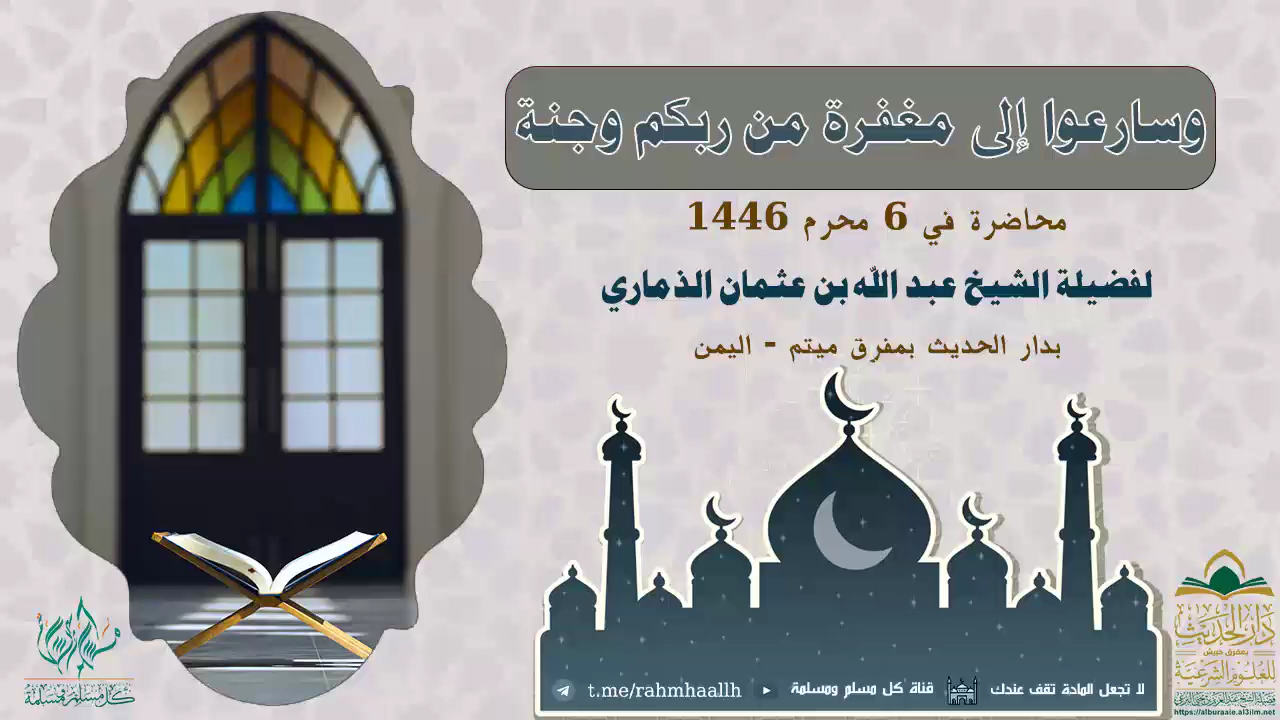 وسارعوا إلى مغفرة من ربكم وجنة
محاضرة في 6 محرم 1446
لفضيلة الشيخ عبد الله بن عثمان الذماري
بدار الحديث بمفرق ميتم - اليمن
لا تجعل المادة تقف عندك
قناة كل مسلم ومسلمة
t.me/rahmhaallh
كل مسلم ومسلمة
دار الحديث
بمفرق حبيش
للعلوم الشرعية
https://alburaaie.al3ilm.net